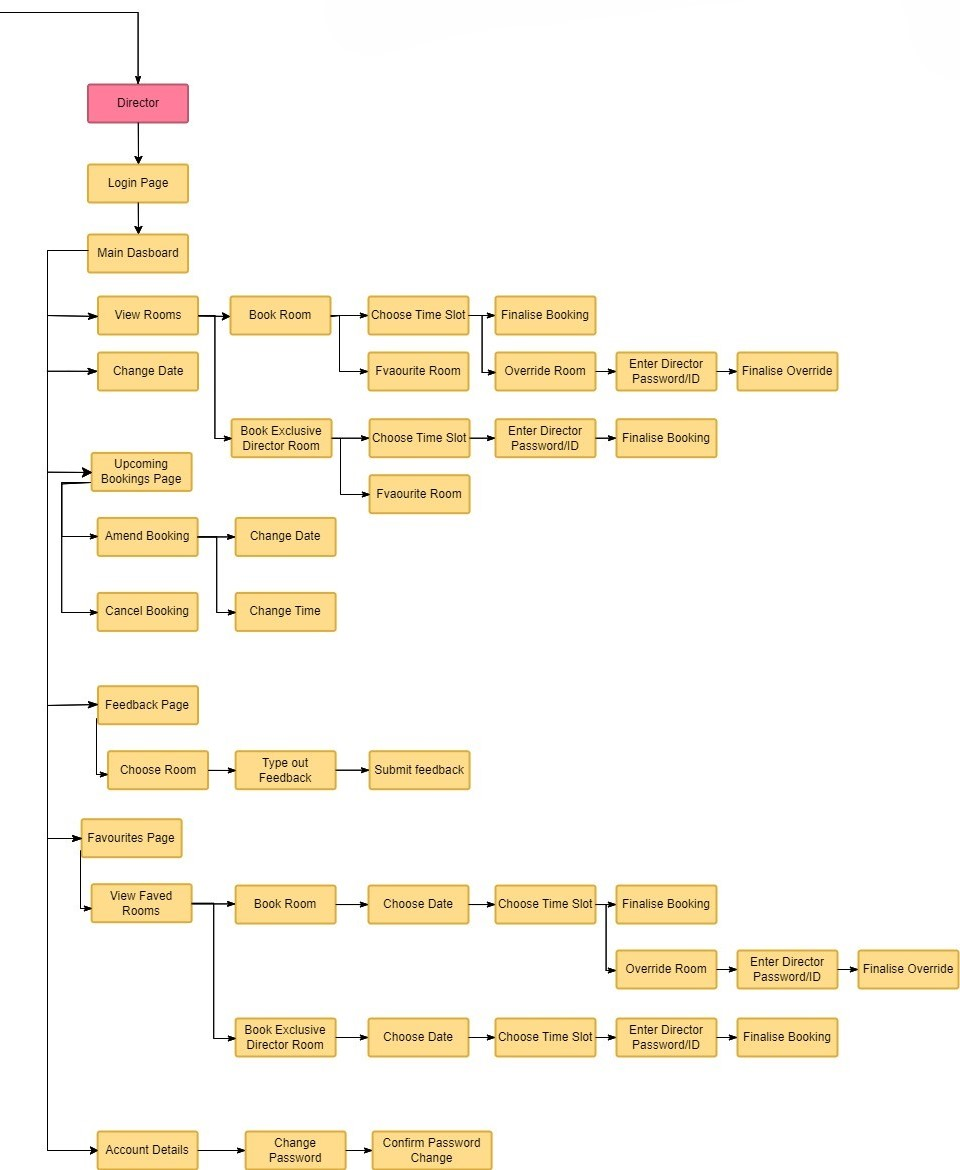 Director
Login Page
Main Dasboard
View Rooms
Book Room
Choose Time Slot
Finalise Booking
Change Date
Fvaourite Room
Override Room
Enter Director
Password/ID
Finalise Override
Book Exclusive
Director Room
Choose Time Slot
Enter Director
Password/ID
Finalise Booking
Upcoming
Bookings Page
Fvaourite Room
Amend Booking
Change Date
Cancel Booking
Change Time
Feedback Page
Choose Room
Type out
Feedback
Submit feedback
Favourites Page
View Faved
Rooms
Book Room
Choose Date
Choose Time Slot
Finalise Booking
Override Room
Enter Director
Password/ID
Finalise Override
Book Exclusive
Director Room
Choose Date
Choose Time Slot
Enter Director
Password/ID
Finalise Booking
Account Details
Change
Password
Confirm Password
Change